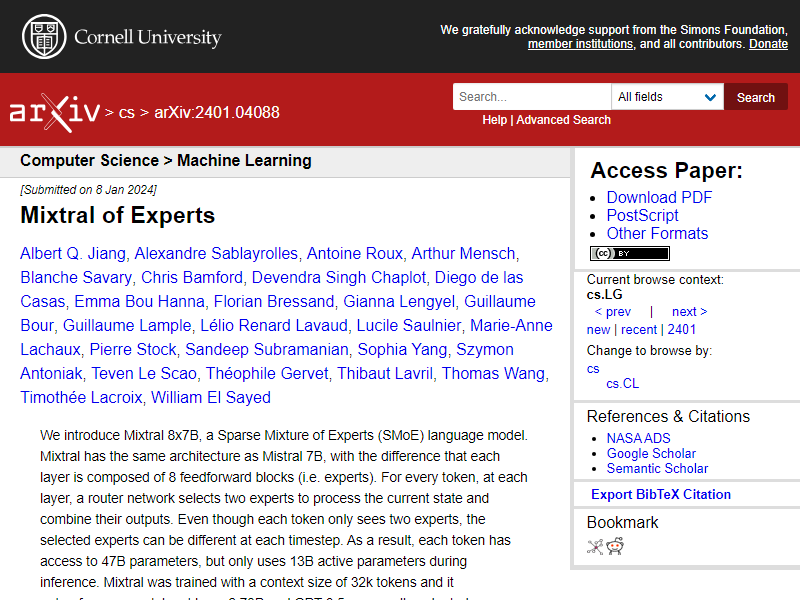 Cornell University
We gratefully acknowledge support from the Simons Foundation,
member institutions, and all contributors. Donate
arXiv > cs > arXiv:2401.04088
Search...
All fields
Search
Help | Advanced Search
Computer Science > Machine Learning
[Submitted on 8 Jan 2024]
Mixtral of Experts
Albert Q. Jiang, Alexandre Sablayrolles, Antoine Roux, Arthur Mensch,
Blanche Savary, Chris Bamford, Devendra Singh Chaplot, Diego de las
Casas, Emma Bou Hanna, Florian Bressand, Gianna Lengyel, Guillaume
Bour, Guillaume Lample, Lélio Renard Lavaud, Lucile Saulnier, Marie-Anne
Lachaux, Pierre Stock, Sandeep Subramanian, Sophia Yang, Szymon
Antoniak, Teven Le Scao, Théophile Gervet, Thibaut Lavril, Thomas Wang,
Timothée Lacroix, William El Sayed
We introduce Mixtral 8x7B, a Sparse Mixture of Experts (SMoE) language model.
Mixtral has the same architecture as Mistral 7B, with the difference that each
layer is composed of 8 feedforward blocks (i.e. experts). For every token, at each
layer, a router network selects two experts to process the current state and
combine their outputs. Even though each token only sees two experts, the
selected experts can be different at each timestep. As a result, each token has
access to 47B parameters, but only uses 13B active parameters during
inference. Mixtral was trained with a context size of 32k tokens and it
Access Paper:
Download PDF
PostScript
Other Formats
(cc) BY
Current browse context:
cs.LG
< prev | next >
new | recent | 2401
Change to browse by:
cs
cs.CL
References & Citations
NASA ADS
Google Scholar
Semantic Scholar
Export BibTeX Citation
Bookmark